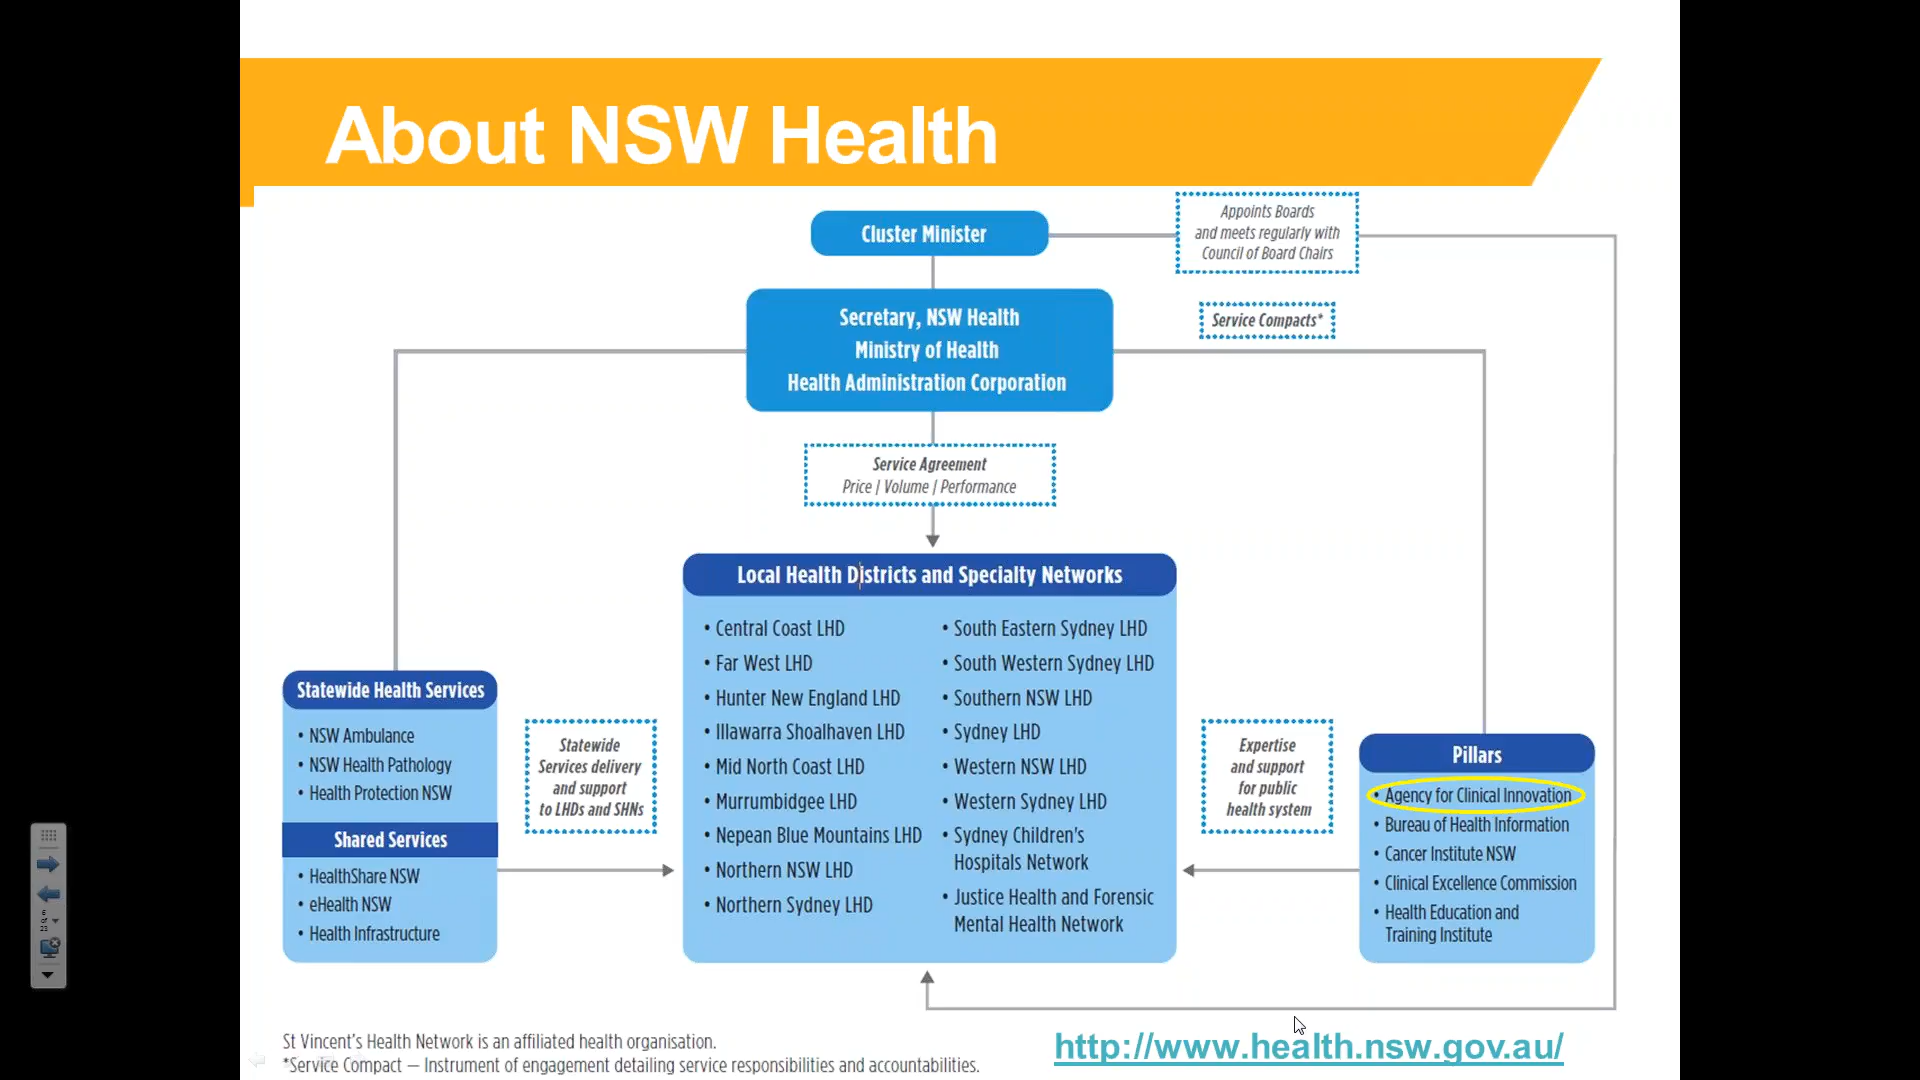 About NSW Health
Cluster Minister
Appoints Boards
and meets regularly with
Council of Board Chairs
Secretary, NSW Health
Ministry of Health
Health Administration Corporation
Service Compacts*
Service Agreement
Price | Volume | Performance
Local Health Districts and Specialty Networks
• Central Coast LHD
• Far West LHD
• Hunter New England LHD
• Illawarra Shoalhaven LHD
• Mid North Coast LHD
• Murrumbidgee LHD
• Nepean Blue Mountains LHD
• Northern NSW LHD
• Northern Sydney LHD
• South Eastern Sydney LHD
• South Western Sydney LHD
• Southern NSW LHD
• Sydney LHD
• Western NSW LHD
• Western Sydney LHD
• Sydney Children's
Hospitals Network
• Justice Health and Forensic
Mental Health Network
Statewide Health Services
• NSW Ambulance
• NSW Health Pathology
• Health Protection NSW
Shared Services
• HealthShare NSW
• eHealth NSW
• Health Infrastructure
Statewide
Services delivery
and support
to LHDs and SHNs
Expertise
and support
for public
health system
Pillars
• Agency for Clinical Innovation
• Bureau of Health Information
• Cancer Institute NSW
• Clinical Excellence Commission
• Health Education and
Training Institute
St Vincent's Health Network is an affiliated health organisation.
*Service Compact — Instrument of engagement detailing service responsibilities and accountabilities.
http://www.health.nsw.gov.au/